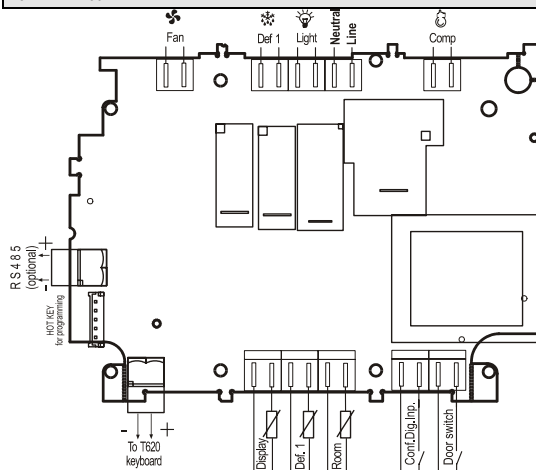 Fan
Def 1
Light
Neutral
Line
Comp
RS485
(optional)
+
-
HOT KEY
for programming
- +
To T620
keyboard
Display
Def. 1
Room
Conf.Dig.Inp.
Door switch